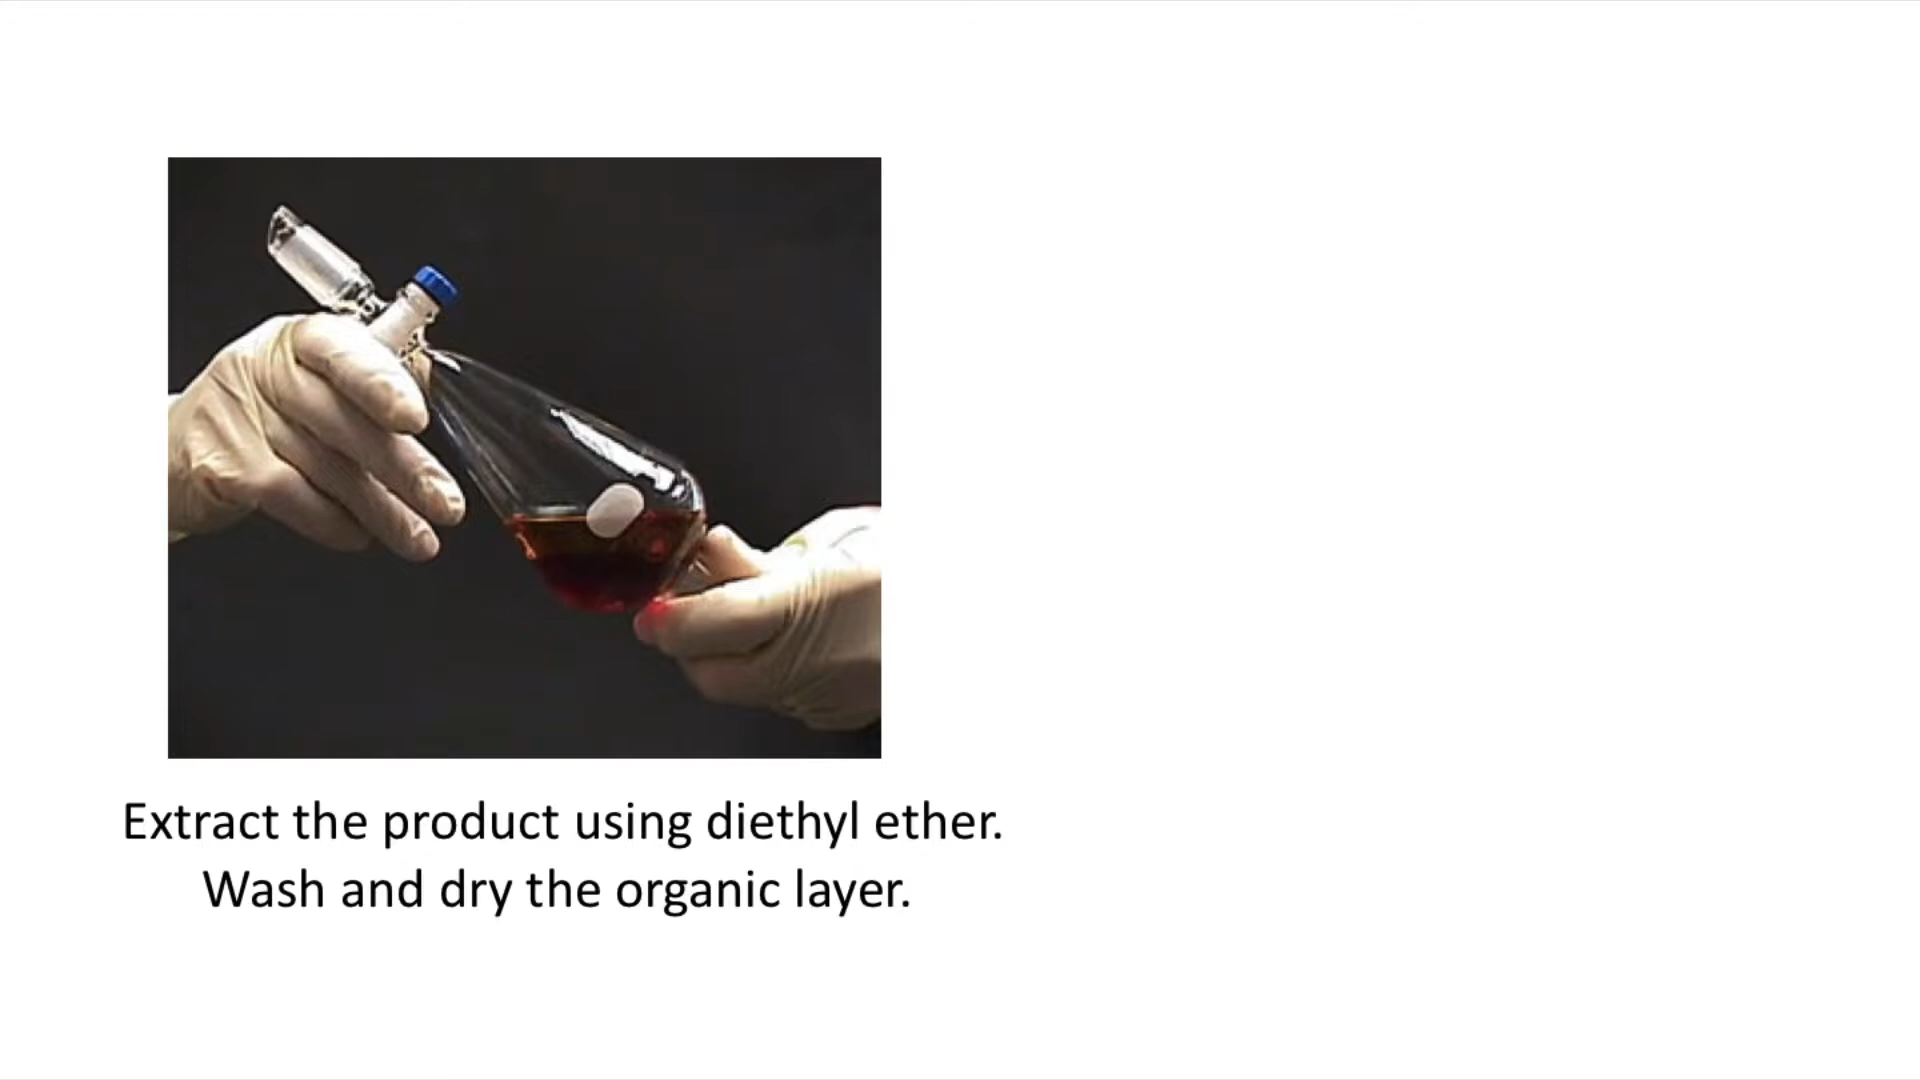 Extract the product using diethyl ether.
Wash and dry the organic layer.